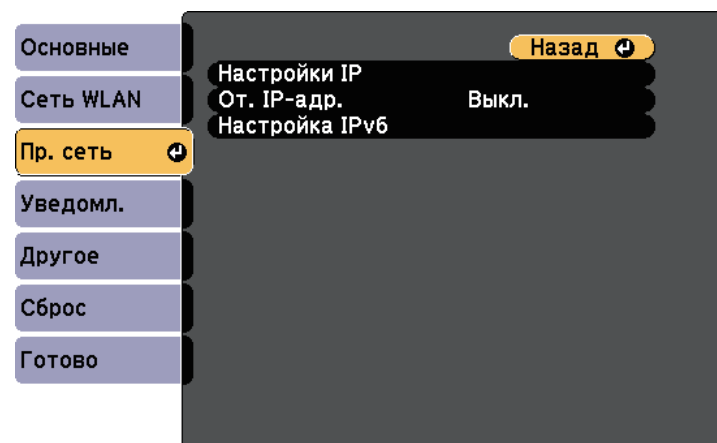 Основные
Сеть WLAN
Пр. сеть
Уведомл.
Другое
Сброс
Готово
Назад
Настройки IP
От. IP-адр. Выкл.
Настройка IPv6